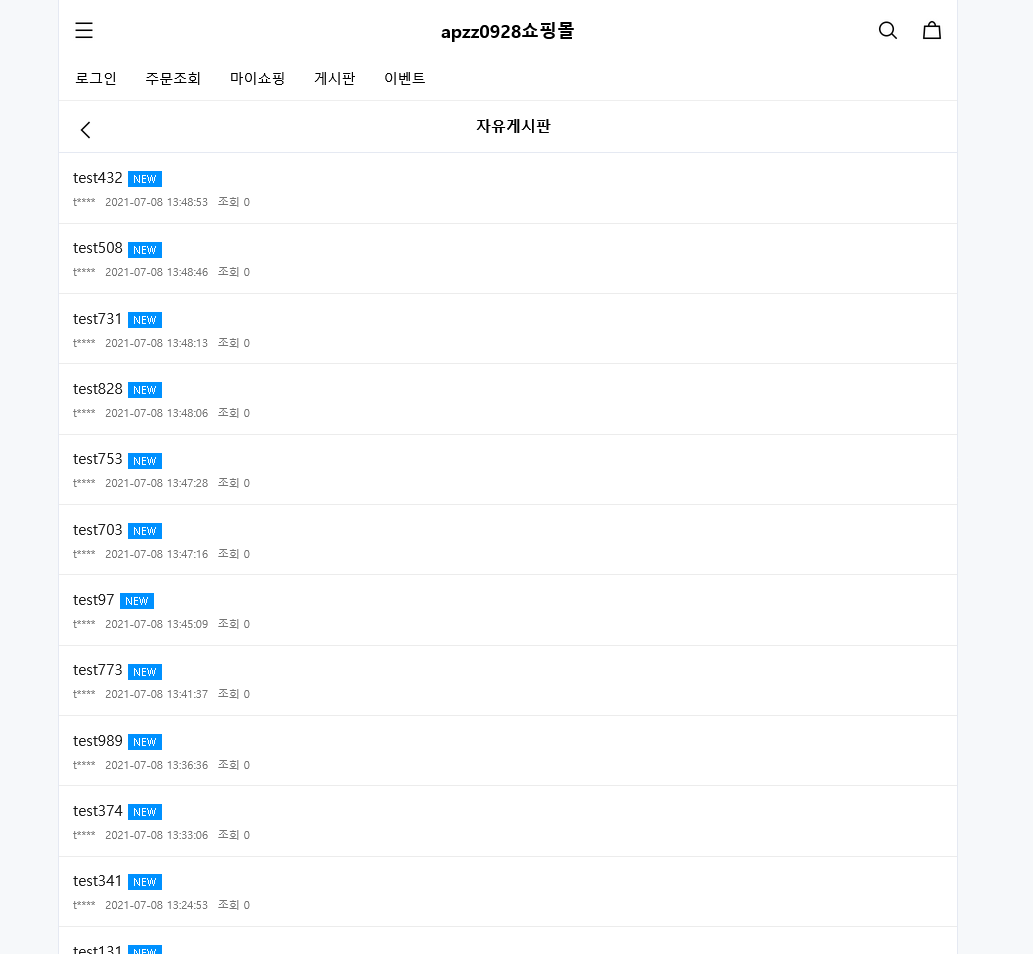 apzz0928쇼핑몰
로그인 주문조회 마이쇼핑 게시판 이벤트
자유게시판
test432 NEW
t**** 2021-07-08 13:48:53 조회 0
test508 NEW
t**** 2021-07-08 13:48:46 조회 0
test731 NEW
t**** 2021-07-08 13:48:13 조회 0
test828 NEW
t**** 2021-07-08 13:48:06 조회 0
test753 NEW
t**** 2021-07-08 13:47:28 조회 0
test703 NEW
t**** 2021-07-08 13:47:16 조회 0
test97 NEW
t**** 2021-07-08 13:45:09 조회 0
test773 NEW
t**** 2021-07-08 13:41:37 조회 0
test989 NEW
t**** 2021-07-08 13:36:36 조회 0
test374 NEW
t**** 2021-07-08 13:33:06 조회 0
test341 NEW
t**** 2021-07-08 13:24:53 조회 0
test131 NEW